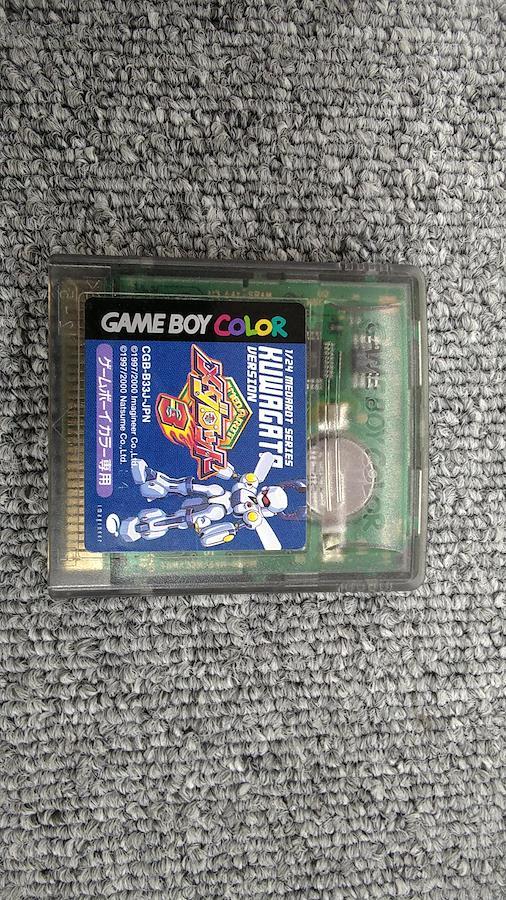 GAME BOY COLOR
1/24 MEDAROT SERIES
KUWAGATA
VERSION
メダロット
3
CGB-B33J-JPN
©1997/2000 Imagineer Co., Ltd.
©1997/2000 Natsume Co., Ltd.
ゲームボーイカラー専用
imagineer
GAME BOY
COLOR